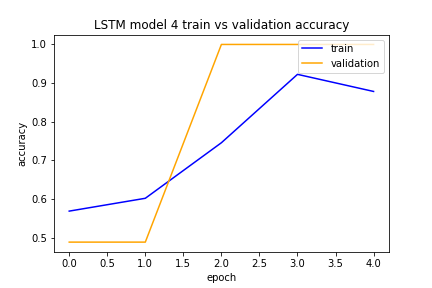 LSTM model 4 train vs validation accuracy
1.0
0.9
0.8
0.7
0.6
0.5
accuracy
train
validation
0.0 0.5 1.0 1.5 2.0 2.5 3.0 3.5 4.0
epoch